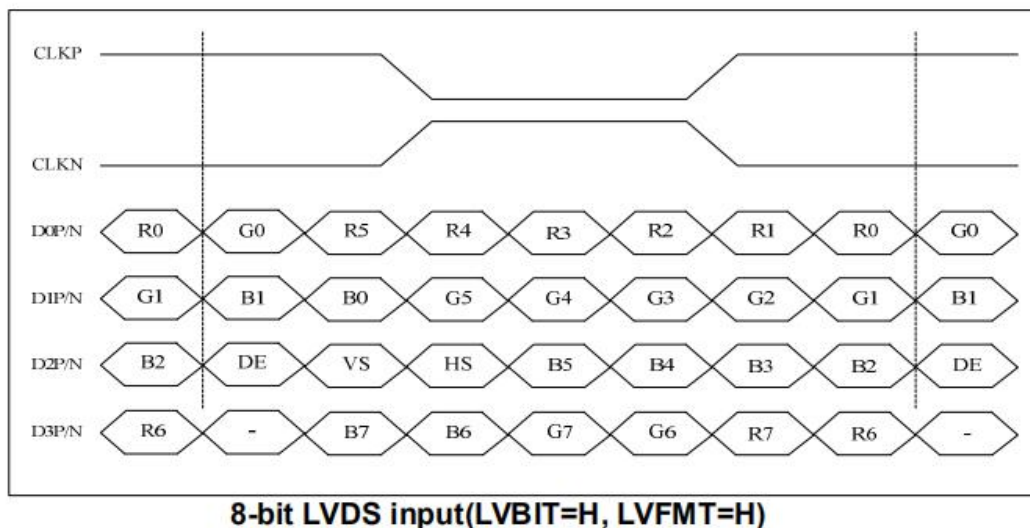 CLKP
CLKN
D0P/N R0 G0 R5 R4 R3 R2 R1 R0 G0
D1P/N G1 B1 B0 G5 G4 G3 G2 G1 B1
D2P/N B2 DE VS HS B5 B4 B3 B2 DE
D3P/N R6 - B7 B6 G7 G6 R7 R6 -
8-bit LVDS input(LVBIT=H, LVFMT=H)